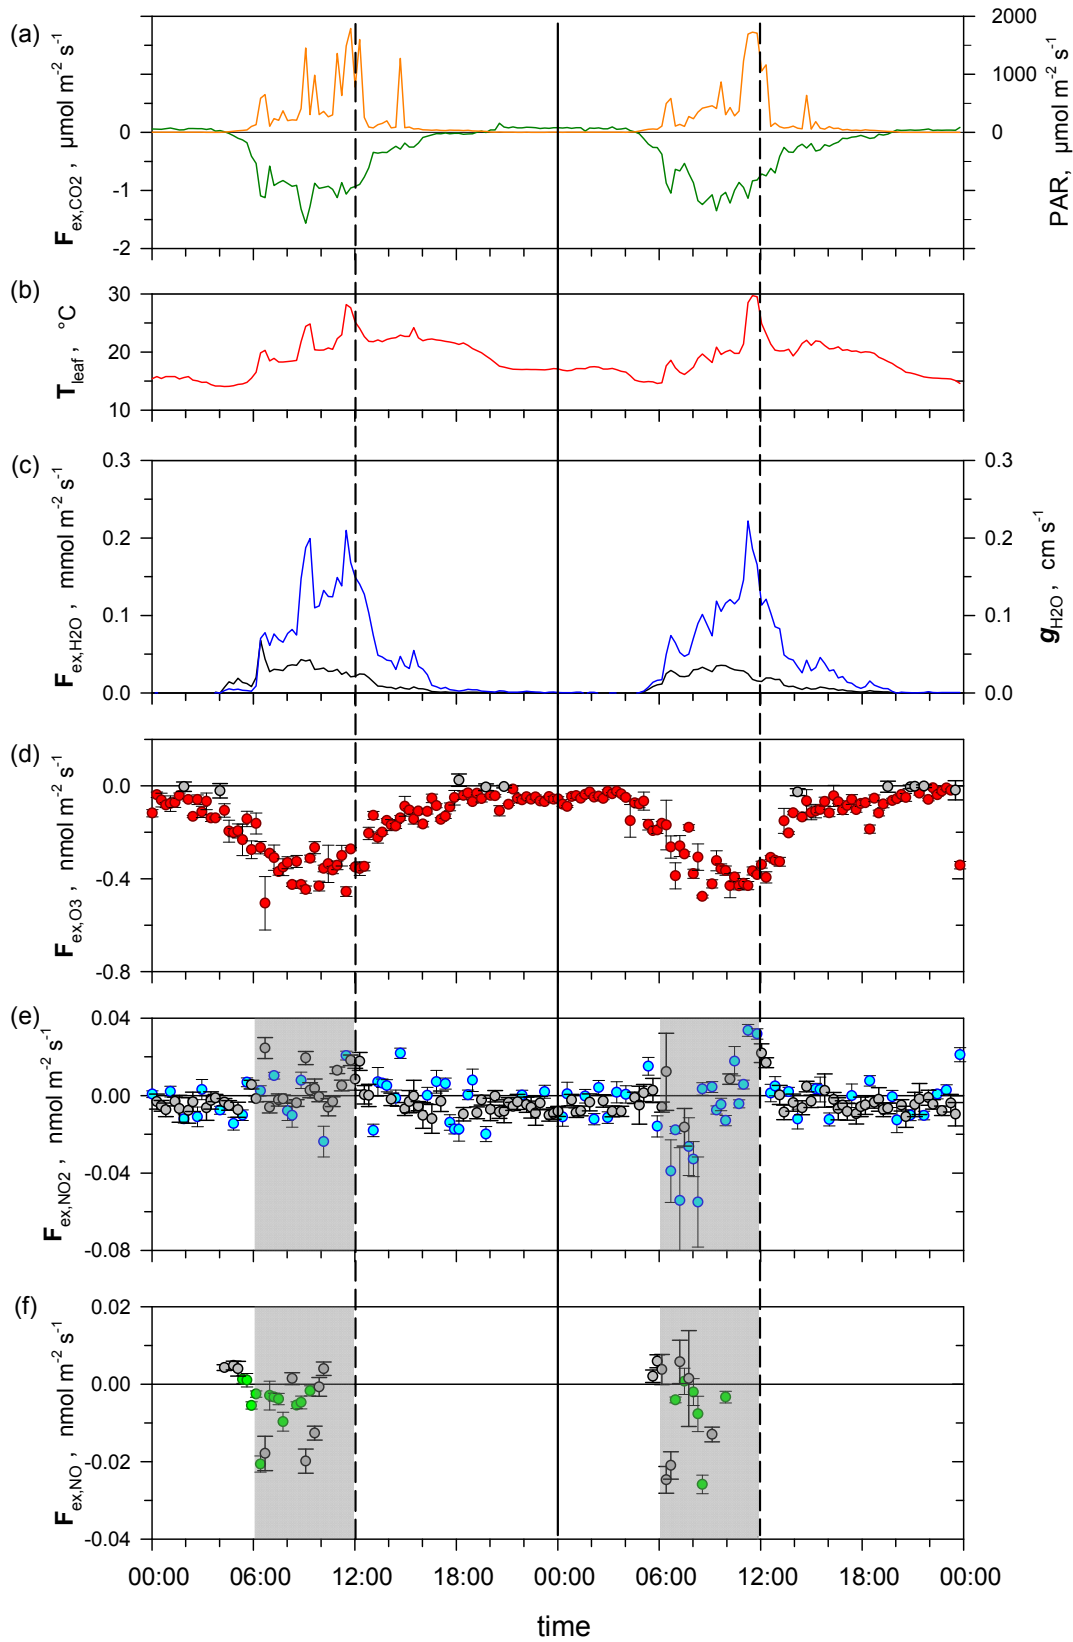 (a)
F ex,CO2 , μmol m-2 s-1
0
-1
-2
2000
1000
0
PAR, μmol m-2 s-1
(b)
T leaf , °C
30
20
10
(c)
F ex,H2O , mmol m-2 s-1
0.3
0.2
0.1
0.0
0.3
0.2
0.1
0.0
g H2O , cm s-1
(d)
F ex,O3 , nmol m-2 s-1
0.0
-0.4
-0.8
(e)
F ex,NO2 , nmol m-2 s-1
0.04
0.00
-0.04
-0.08
(f)
F ex,NO , nmol m-2 s-1
0.02
0.00
-0.02
-0.04
00:00 06:00 12:00 18:00 00:00 06:00 12:00 18:00 00:00
time